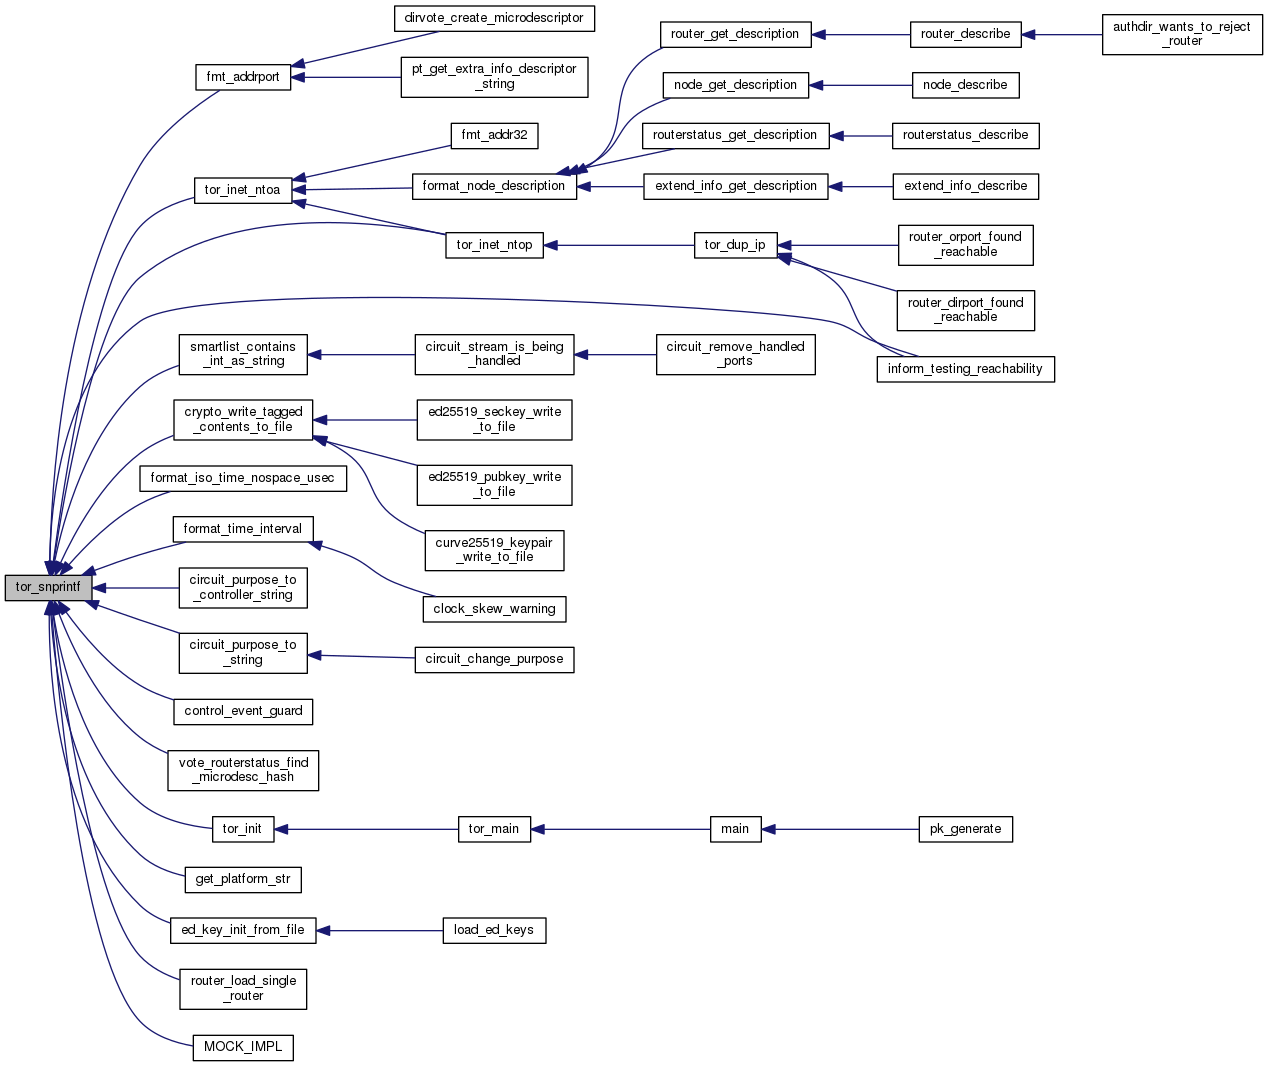 dirvote_create_microdescriptor
fmt_addrport
pt_get_extra_info_descriptor
_string
router_get_description
router_describe
authdir_wants_to_reject
_router
node_get_description
node_describe
fmt_addr32
routerstatus_get_description
routerstatus_describe
tor_inet_ntoa
format_node_description
extend_info_get_description
extend_info_describe
tor_inet_ntop
tor_dup_ip
router_orport_found
_reachable
router_dirport_found
_reachable
inform_testing_reachability
smartlist_contains
_int_as_string
circuit_stream_is_being
_handled
circuit_remove_handled
_ports
crypto_write_tagged
_contents_to_file
ed25519_seckey_write
_to_file
ed25519_pubkey_write
_to_file
curve25519_keypair
_write_to_file
format_iso_time_nospace_usec
format_time_interval
clock_skew_warning
tor_snprintf
circuit_purpose_to
_controller_string
circuit_purpose_to
_string
circuit_change_purpose
control_event_guard
vote_routerstatus_find
_microdesc_hash
tor_init
tor_main
main
pk_generate
get_platform_str
ed_key_init_from_file
load_ed_keys
router_load_single
_router
MOCK_IMPL